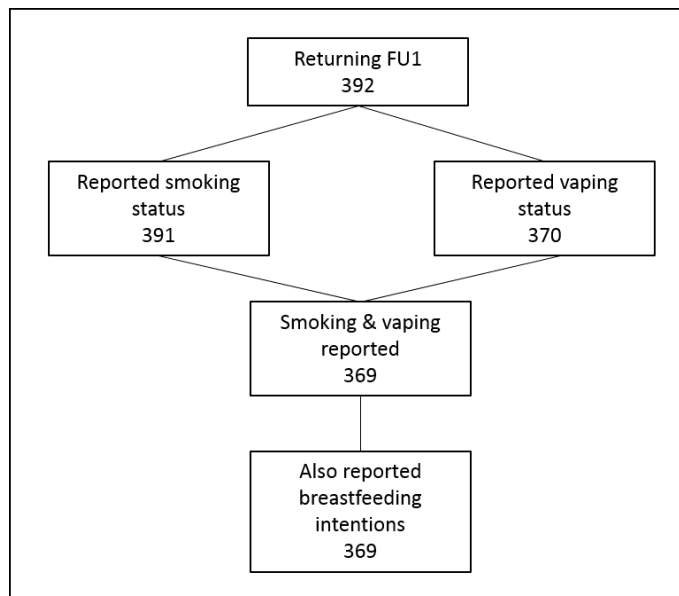 Returning FU1
392
Reported smoking
status
391
Reported vaping
status
370
Smoking & vaping
reported
369
Also reported
breastfeeding
intentions
369